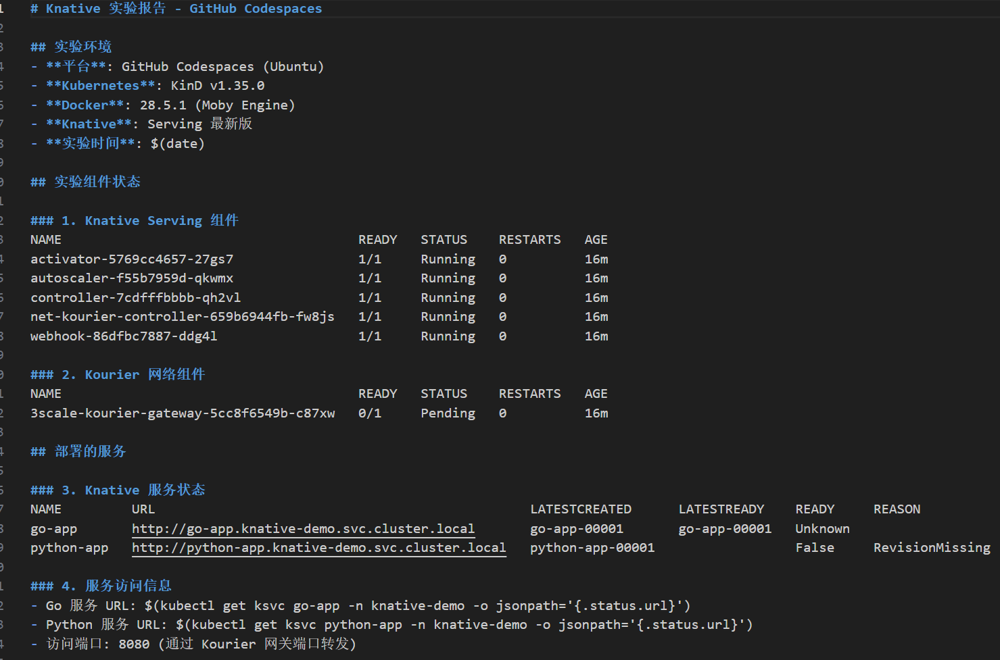 # Knative 实验报告 - GitHub Codespaces
## 实验环境
- **平台**: GitHub Codespaces (Ubuntu)
- **Kubernetes**: KinD v1.35.0
- **Docker**: 28.5.1 (Moby Engine)
- **Knative**: Serving 最新版
- **实验时间**: $(date)
## 实验组件状态
### 1. Knative Serving 组件
NAME READY STATUS RESTARTS AGE
activator-5769cc4657-27gs7 1/1 Running 0 16m
autoscaler-f55b7959d-qkwmx 1/1 Running 0 16m
controller-7cdfffbbbb-qh2vl 1/1 Running 0 16m
net-kourier-controller-659b6944fb-fw8js 1/1 Running 0 16m
webhook-86dfbc7887-ddg4l 1/1 Running 0 16m
### 2. Kourier 网络组件
NAME READY STATUS RESTARTS AGE
3scale-kourier-gateway-5cc8f6549b-c87xw 0/1 Pending 0 16m
## 部署的服务
### 3. Knative 服务状态
NAME URL LATESTCREATED LATESTREADY READY REASON
go-app http://go-app.knative-demo.svc.cluster.local go-app-00001 go-app-00001 Unknown
python-app http://python-app.knative-demo.svc.cluster.local python-app-00001 False RevisionMissing
### 4. 服务访问信息
- Go 服务 URL: $(kubectl get ksvc go-app -n knative-demo -o jsonpath='{.status.url}')
- Python 服务 URL: $(kubectl get ksvc python-app -n knative-demo -o jsonpath='{.status.url}')
- 访问端口: 8080 (通过 Kourier 网关端口转发)